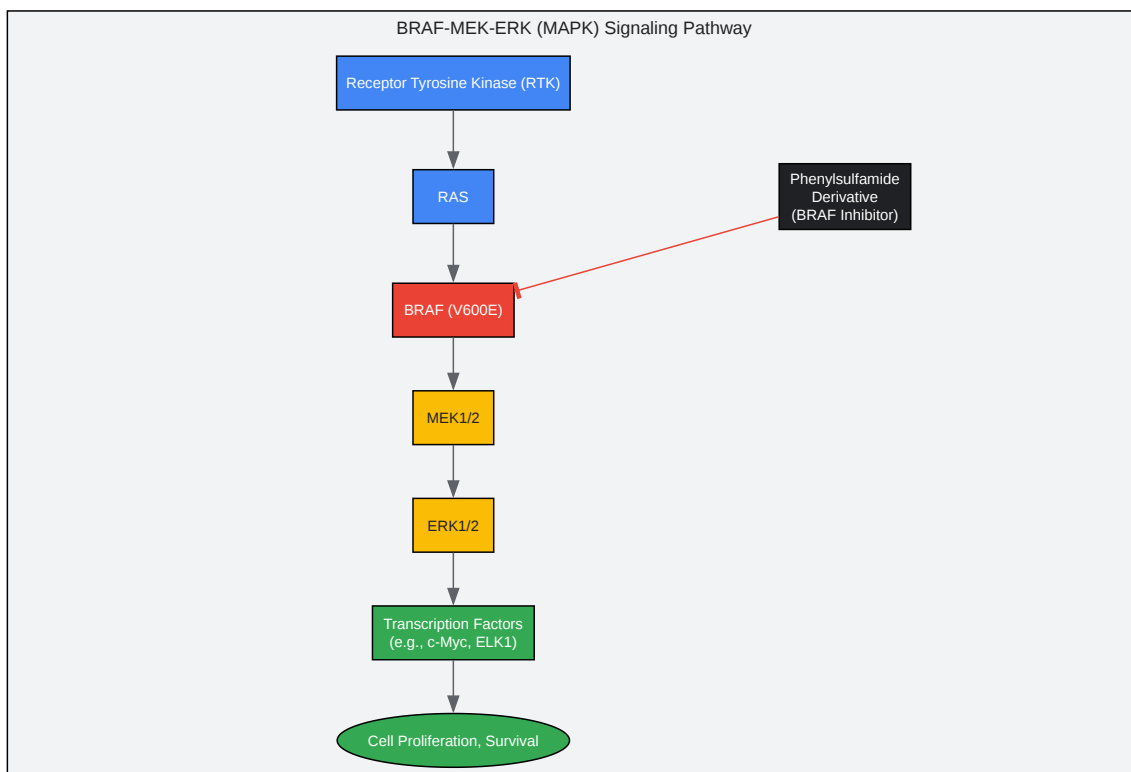 BRAF-MEK-ERK (MAPK) Signaling Pathway
Receptor Tyrosine Kinase (RTK)
RAS
Phenylsulfamide
Derivative
(BRAF Inhibitor)
BRAF (V600E)
MEK1/2
ERK1/2
Transcription Factors
(e.g., c-Myc, ELK1)
Cell Proliferation, Survival